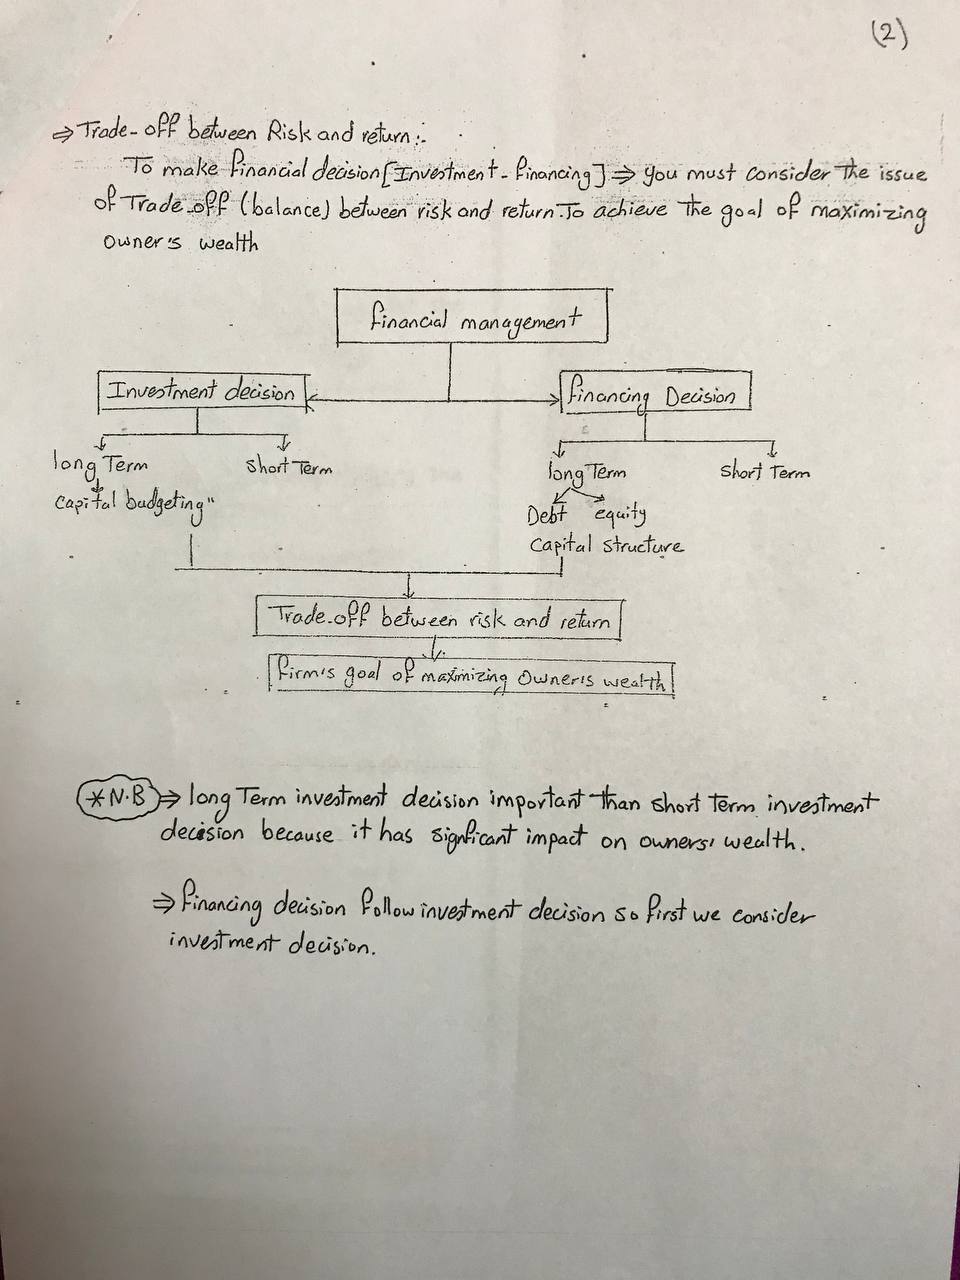 (2)
⇒ Trade-off between Risk and return:-
To make financial decision [Investment - financing] ⇒ you must consider the issue
of Trade-off (balance) between risk and return. To achieve the goal of maximizing
owner's wealth
financial management
Investment decision
financing Decision
long Term
short Term
long Term
short Term
capital budgeting"
Debt equity
capital structure
Trade-off between risk and return
firm's goal of maximizing owner's wealth
*N.B ⇒ long Term investment decision important than short term investment
decision because it has signficant impact on owners' wealth.
⇒ financing decision follow investment decision so first we consider
investment decision.